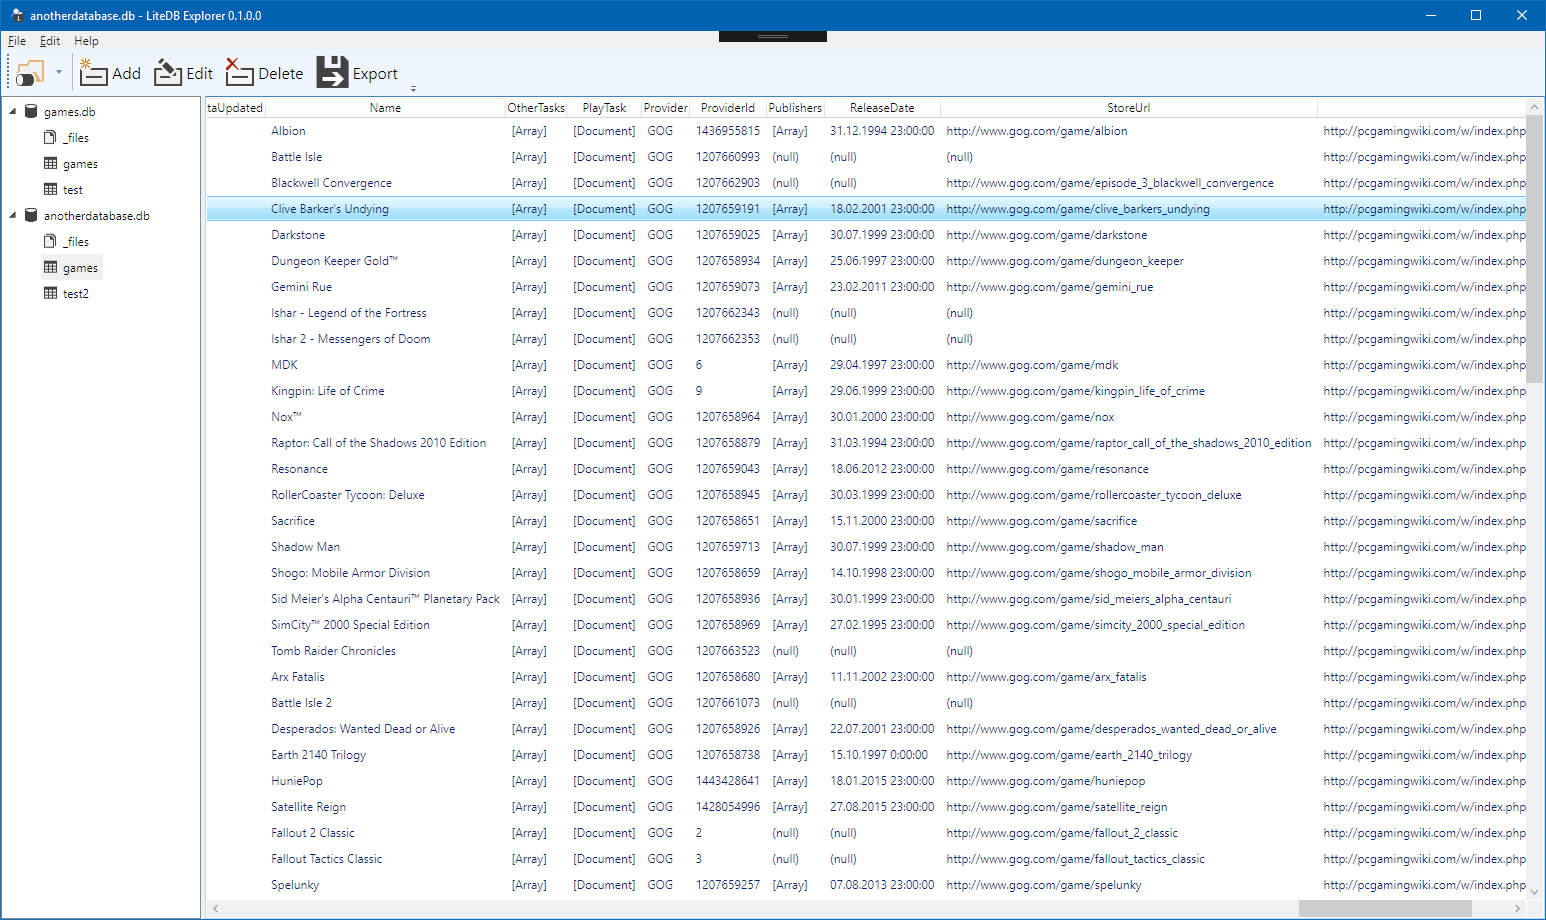 anotherdatabase.db - LiteDB Explorer 0.1.0.0
File Edit Help
Add Edit Delete Export
games.db
_files
games
test
anotherdatabase.db
_files
games
test2
taUpdated Name OtherTasks PlayTask Provider ProviderId Publishers ReleaseDate StoreUrl
Albion [Array] [Document] GOG 1436955815 [Array] 31.12.1994 23:00:00 http://www.gog.com/game/albion http://pcgamingwiki.com/w/index.php
Battle Isle [Array] [Document] GOG 1207660993 (null) (null) (null) http://pcgamingwiki.com/w/index.php
Blackwell Convergence [Array] [Document] GOG 1207662903 (null) (null) http://www.gog.com/game/episode_3_blackwell_convergence http://pcgamingwiki.com/w/index.php
Clive Barker's Undying [Array] [Document] GOG 1207659191 [Array] 18.02.2001 23:00:00 http://www.gog.com/game/clive_barkers_undying http://pcgamingwiki.com/w/index.php
Darkstone [Array] [Document] GOG 1207659025 [Array] 30.07.1999 23:00:00 http://www.gog.com/game/darkstone http://pcgamingwiki.com/w/index.php
Dungeon Keeper Gold™ [Array] [Document] GOG 1207658934 [Array] 25.06.1997 23:00:00 http://www.gog.com/game/dungeon_keeper http://pcgamingwiki.com/w/index.php
Gemini Rue [Array] [Document] GOG 1207659073 [Array] 23.02.2011 23:00:00 http://www.gog.com/game/gemini_rue http://pcgamingwiki.com/w/index.php
Ishar - Legend of the Fortress [Array] [Document] GOG 1207662343 (null) (null) (null) http://pcgamingwiki.com/w/index.php
Ishar 2 - Messengers of Doom [Array] [Document] GOG 1207662353 (null) (null) (null) http://pcgamingwiki.com/w/index.php
MDK [Array] [Document] GOG 6 [Array] 29.04.1997 23:00:00 http://www.gog.com/game/mdk http://pcgamingwiki.com/w/index.php
Kingpin: Life of Crime [Array] [Document] GOG 9 [Array] 29.06.1999 23:00:00 http://www.gog.com/game/kingpin_life_of_crime http://pcgamingwiki.com/w/index.php
Nox™ [Array] [Document] GOG 1207658964 [Array] 30.01.2000 23:00:00 http://www.gog.com/game/nox http://pcgamingwiki.com/w/index.php
Raptor: Call of the Shadows 2010 Edition [Array] [Document] GOG 1207658879 [Array] 31.03.1994 23:00:00 http://www.gog.com/game/raptor_call_of_the_shadows_2010_edition http://pcgamingwiki.com/w/index.php
Resonance [Array] [Document] GOG 1207659043 [Array] 18.06.2012 23:00:00 http://www.gog.com/game/resonance http://pcgamingwiki.com/w/index.php
RollerCoaster Tycoon: Deluxe [Array] [Document] GOG 1207658945 [Array] 30.03.1999 23:00:00 http://www.gog.com/game/rollercoaster_tycoon_deluxe http://pcgamingwiki.com/w/index.php
Sacrifice [Array] [Document] GOG 1207658651 [Array] 15.11.2000 23:00:00 http://www.gog.com/game/sacrifice http://pcgamingwiki.com/w/index.php
Shadow Man [Array] [Document] GOG 1207659713 [Array] 30.07.1999 23:00:00 http://www.gog.com/game/shadow_man http://pcgamingwiki.com/w/index.php
Shogo: Mobile Armor Division [Array] [Document] GOG 1207658659 [Array] 14.10.1998 23:00:00 http://www.gog.com/game/shogo_mobile_armor_division http://pcgamingwiki.com/w/index.php
Sid Meier's Alpha Centauri™ Planetary Pack [Array] [Document] GOG 1207658936 [Array] 30.01.1999 23:00:00 http://www.gog.com/game/sid_meiers_alpha_centauri http://pcgamingwiki.com/w/index.php
SimCity™ 2000 Special Edition [Array] [Document] GOG 1207658969 [Array] 27.02.1995 23:00:00 http://www.gog.com/game/simcity_2000_special_edition http://pcgamingwiki.com/w/index.php
Tomb Raider Chronicles [Array] [Document] GOG 1207663523 (null) (null) (null) http://pcgamingwiki.com/w/index.php
Arx Fatalis [Array] [Document] GOG 1207658680 [Array] 11.11.2002 23:00:00 http://www.gog.com/game/arx_fatalis http://pcgamingwiki.com/w/index.php
Battle Isle 2 [Array] [Document] GOG 1207661073 (null) (null) (null) http://pcgamingwiki.com/w/index.php
Desperados: Wanted Dead or Alive [Array] [Document] GOG 1207658926 [Array] 22.07.2001 23:00:00 http://www.gog.com/game/desperados_wanted_dead_or_alive http://pcgamingwiki.com/w/index.php
Earth 2140 Trilogy [Array] [Document] GOG 1207658738 [Array] 15.10.1997 0:00:00 http://www.gog.com/game/earth_2140_trilogy http://pcgamingwiki.com/w/index.php
HuniePop [Array] [Document] GOG 1443428641 [Array] 18.01.2015 23:00:00 http://www.gog.com/game/huniepop http://pcgamingwiki.com/w/index.php
Satellite Reign [Array] [Document] GOG 1428054996 [Array] 27.08.2015 23:00:00 http://www.gog.com/game/satellite_reign http://pcgamingwiki.com/w/index.php
Fallout 2 Classic [Array] [Document] GOG 2 (null) (null) http://www.gog.com/game/fallout_2_classic http://pcgamingwiki.com/w/index.php
Fallout Tactics Classic [Array] [Document] GOG 3 (null) (null) http://www.gog.com/game/fallout_tactics_classic http://pcgamingwiki.com/w/index.php
Spelunky [Array] [Document] GOG 1207659257 [Array] 07.08.2013 23:00:00 http://www.gog.com/game/spelunky http://pcgamingwiki.com/w/index.php